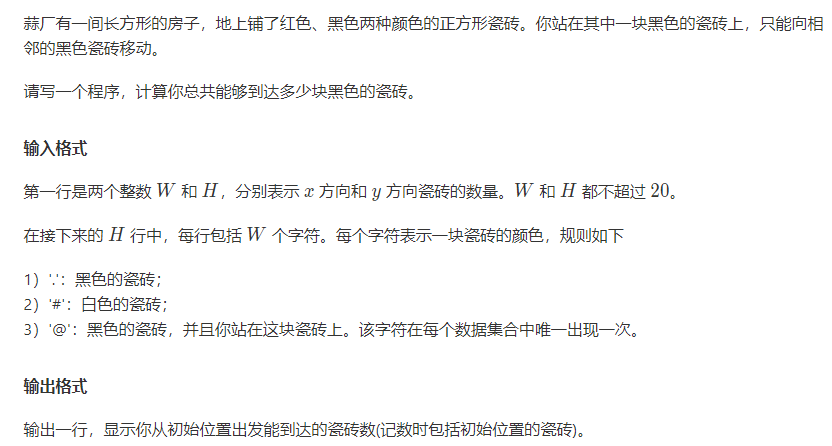 蒜厂有一间长方形的房子，地上铺了红色、黑色两种颜色的正方形瓷砖。你站在其中一块黑色的瓷砖上，只能向相
邻的黑色瓷砖移动。
请写一个程序，计算你总共能够到达多少块黑色的瓷砖。
输入格式
第一行是两个整数 W 和 H，分别表示 x 方向和 y 方向瓷砖的数量。W 和 H 都不超过 20。
在接下来的 H 行中，每行包括 W 个字符。每个字符表示一块瓷砖的颜色，规则如下
1）'.'：黑色的瓷砖；
2）'#'：白色的瓷砖；
3）'@'：黑色的瓷砖，并且你站在这块瓷砖上。该字符在每个数据集合中唯一出现一次。
输出格式
输出一行，显示你从初始位置出发能到达的瓷砖数(记数时包括初始位置的瓷砖)。